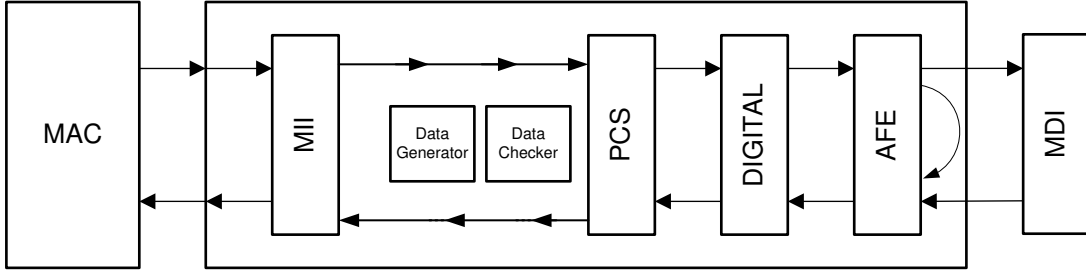 MAC
MII
Data
Generator
Data
Checker
PCS
DIGITAL
AFE
MDI